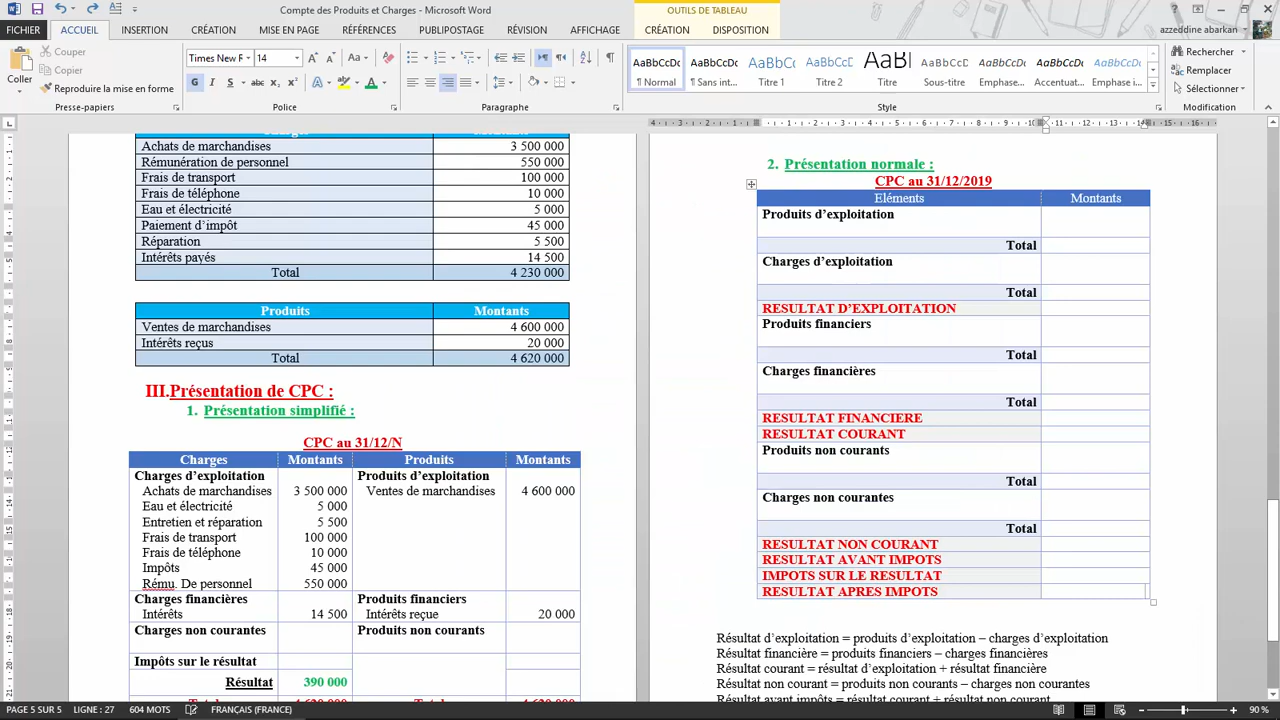 Compte des Produits et Charges - Microsoft Word
OUTILS DE TABLEAU
FICHIER ACCUEIL INSERTION CRÉATION MISE EN PAGE RÉFÉRENCES PUBLIPOSTAGE RÉVISION AFFICHAGE CRÉATION DISPOSITION azzeddine abarkan
Coller
Couper
Copier
Reproduire la mise en forme
Presse-papiers
Times New F 14
Police
Paragraphe
AaBbCcDc AaBbCcDc AaBbC AaBbCcD AaBl AaBbCcD AaBbCcDc AaBbCcDc AaBbCcDc
¶ Normal ¶ Sans int... Titre 1 Titre 2 Titre Sous-titre Emphase... Accentuat... Emphase i...
Style
Rechercher
Remplacer
Sélectionner
Modification
Achats de marchandises 3 500 000
Rémunération de personnel 550 000
Frais de transport 100 000
Frais de téléphone 10 000
Eau et électricité 5 000
Paiement d’impôt 45 000
Réparation 5 500
Intérêts payés 14 500
Total 4 230 000
Produits Montants
Ventes de marchandises 4 600 000
Intérêts reçus 20 000
Total 4 620 000
III.Présentation de CPC :
1. Présentation simplifié :
CPC au 31/12/N
Charges Montants Produits Montants
Charges d’exploitation Produits d’exploitation
Achats de marchandises 3 500 000 Ventes de marchandises 4 600 000
Eau et électricité 5 000
Entretien et réparation 5 500
Frais de transport 100 000
Frais de téléphone 10 000
Impôts 45 000
Rému. De personnel 550 000
Charges financières Produits financiers
Intérêts 14 500 Intérêts reçue 20 000
Charges non courantes Produits non courants
Impôts sur le résultat
Résultat 390 000
2. Présentation normale :
CPC au 31/12/2019
Eléments Montants
Produits d’exploitation
Total
Charges d’exploitation
Total
RESULTAT D’EXPLOITATION
Produits financiers
Total
Charges financières
Total
RESULTAT FINANCIERE
RESULTAT COURANT
Produits non courants
Total
Charges non courantes
Total
RESULTAT NON COURANT
RESULTAT AVANT IMPOTS
IMPOTS SUR LE RESULTAT
RESULTAT APRES IMPOTS
Résultat d’exploitation = produits d’exploitation – charges d’exploitation
Résultat financière = produits financiers – charges financières
Résultat courant = résultat d’exploitation + résultat financière
Résultat non courant = produits non courants – charges non courantes
Résultat avant impôts = résultat courant + résultat non courant
PAGE 5 SUR 5 LIGNE : 27 604 MOTS FRANÇAIS (FRANCE) 90 %